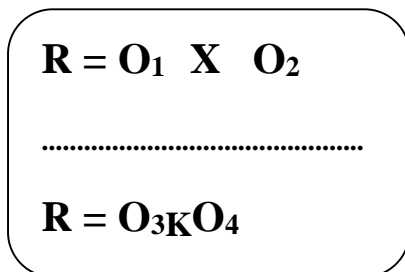 R = O₁ X O₂
..............................................
R = O₃ₖO₄